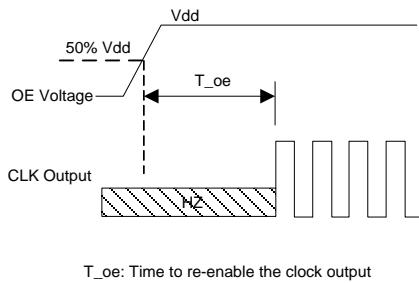 Vdd
50% Vdd
T_oe
OE Voltage
CLK Output
HZ
T_oe: Time to re-enable the clock output